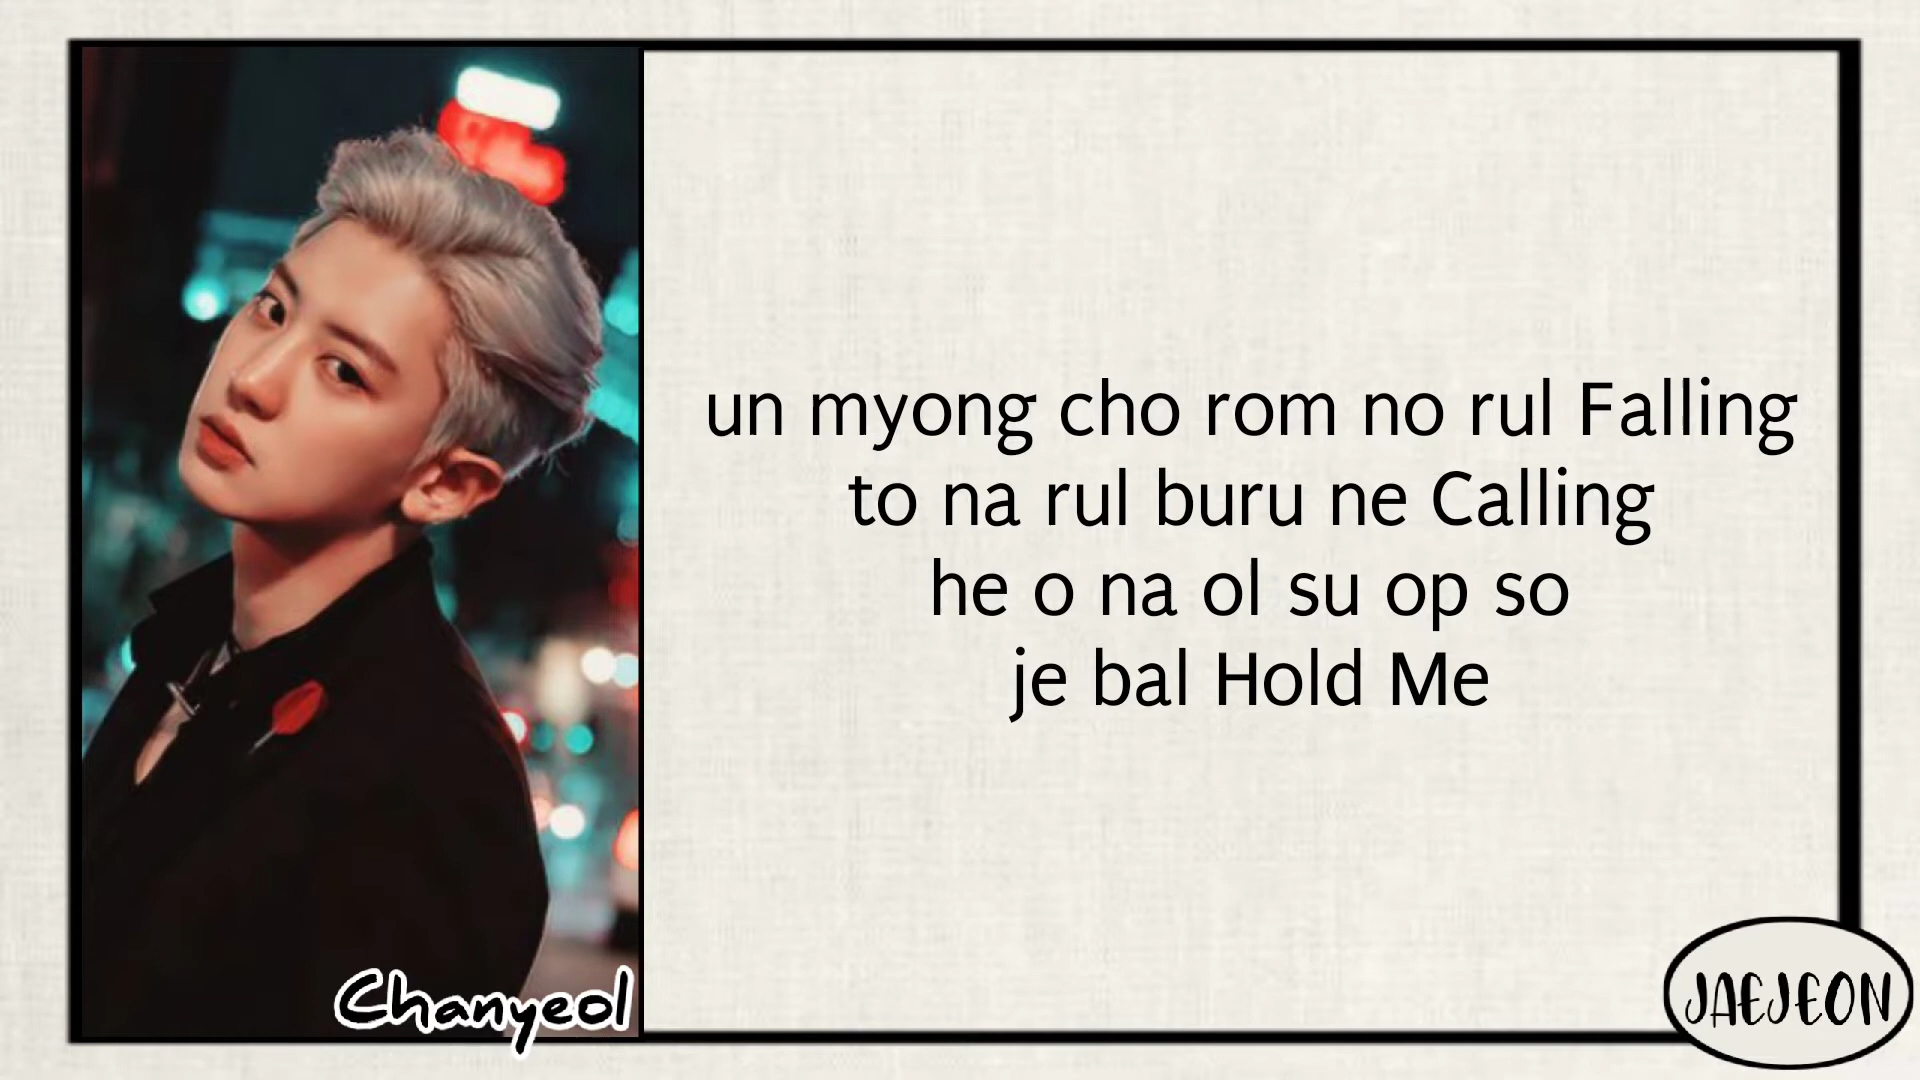 un myong cho rom no rul Falling
to na rul buru ne Calling
he o na ol su op so
je bal Hold Me
Chanyeol
JAEJEON